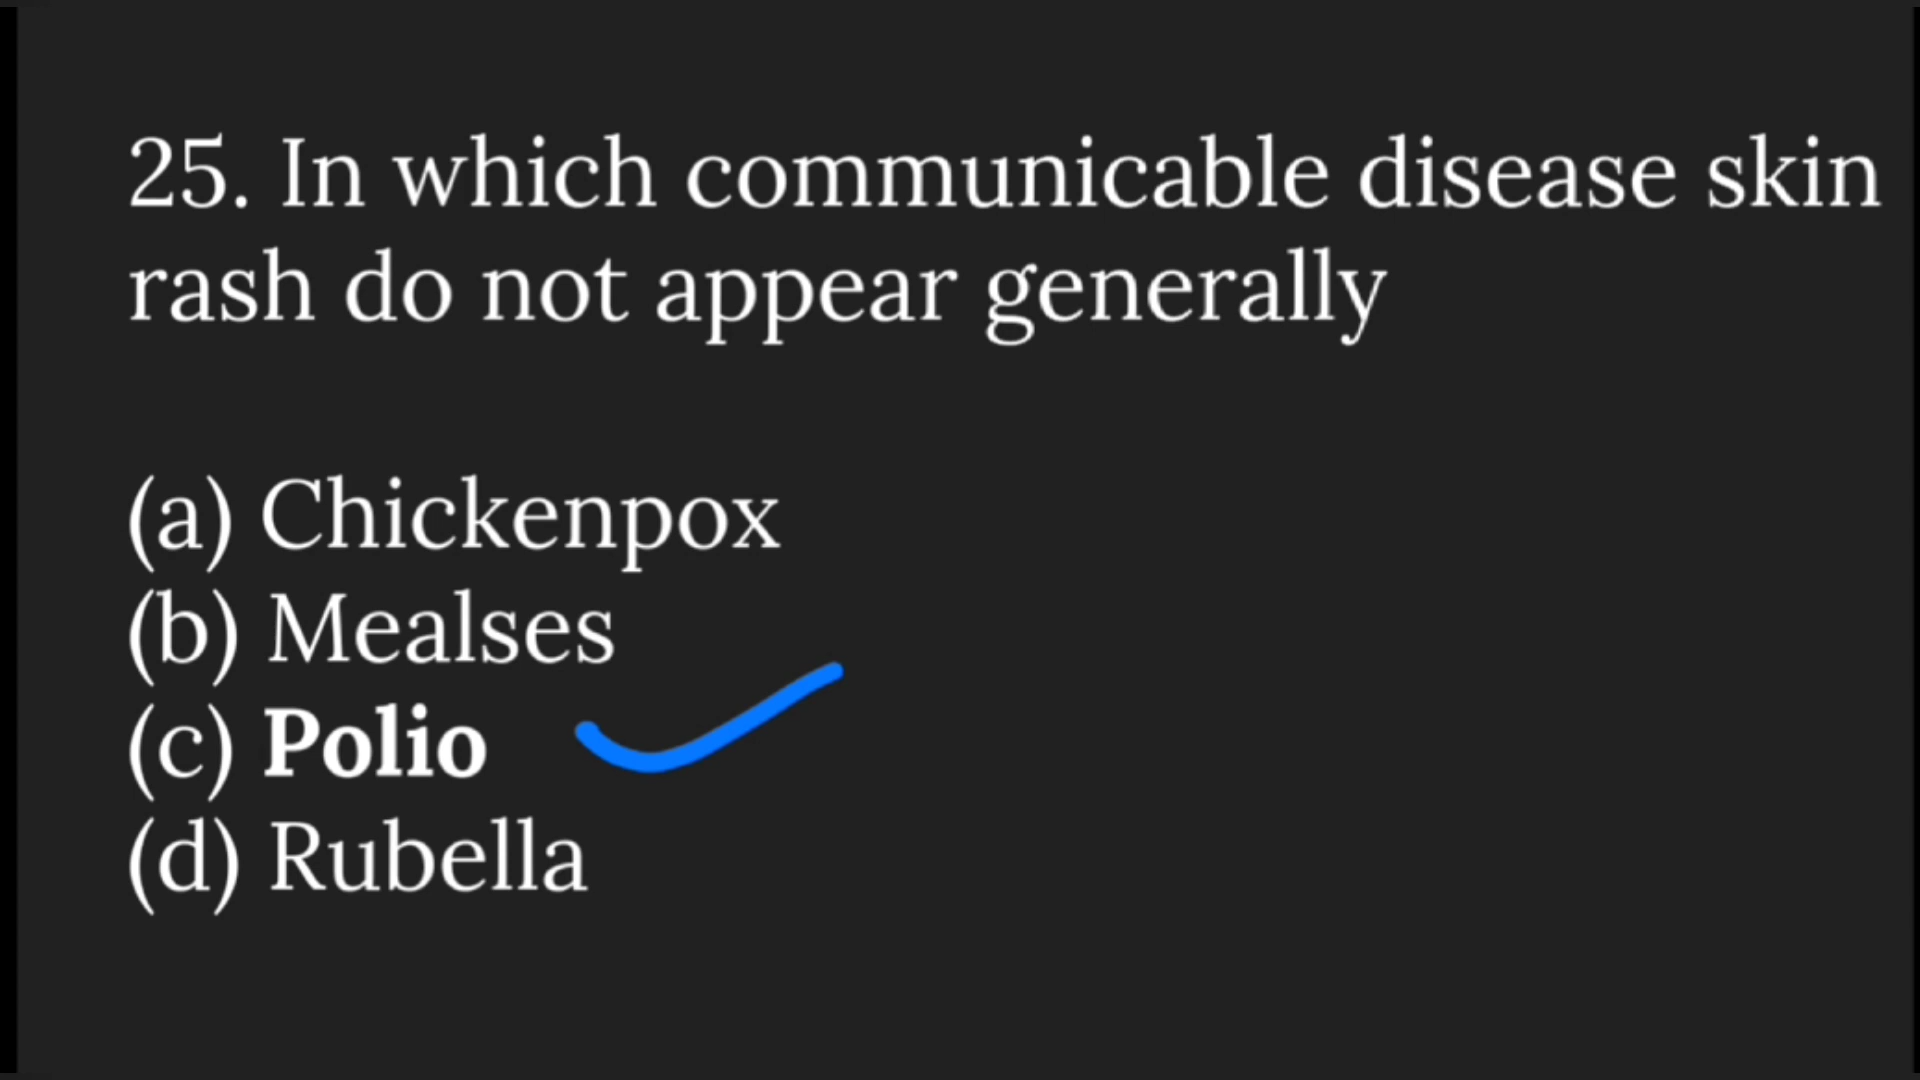 25. In which communicable disease skin
rash do not appear generally
(a) Chickenpox
(b) Mealses
(c) Polio
(d) Rubella